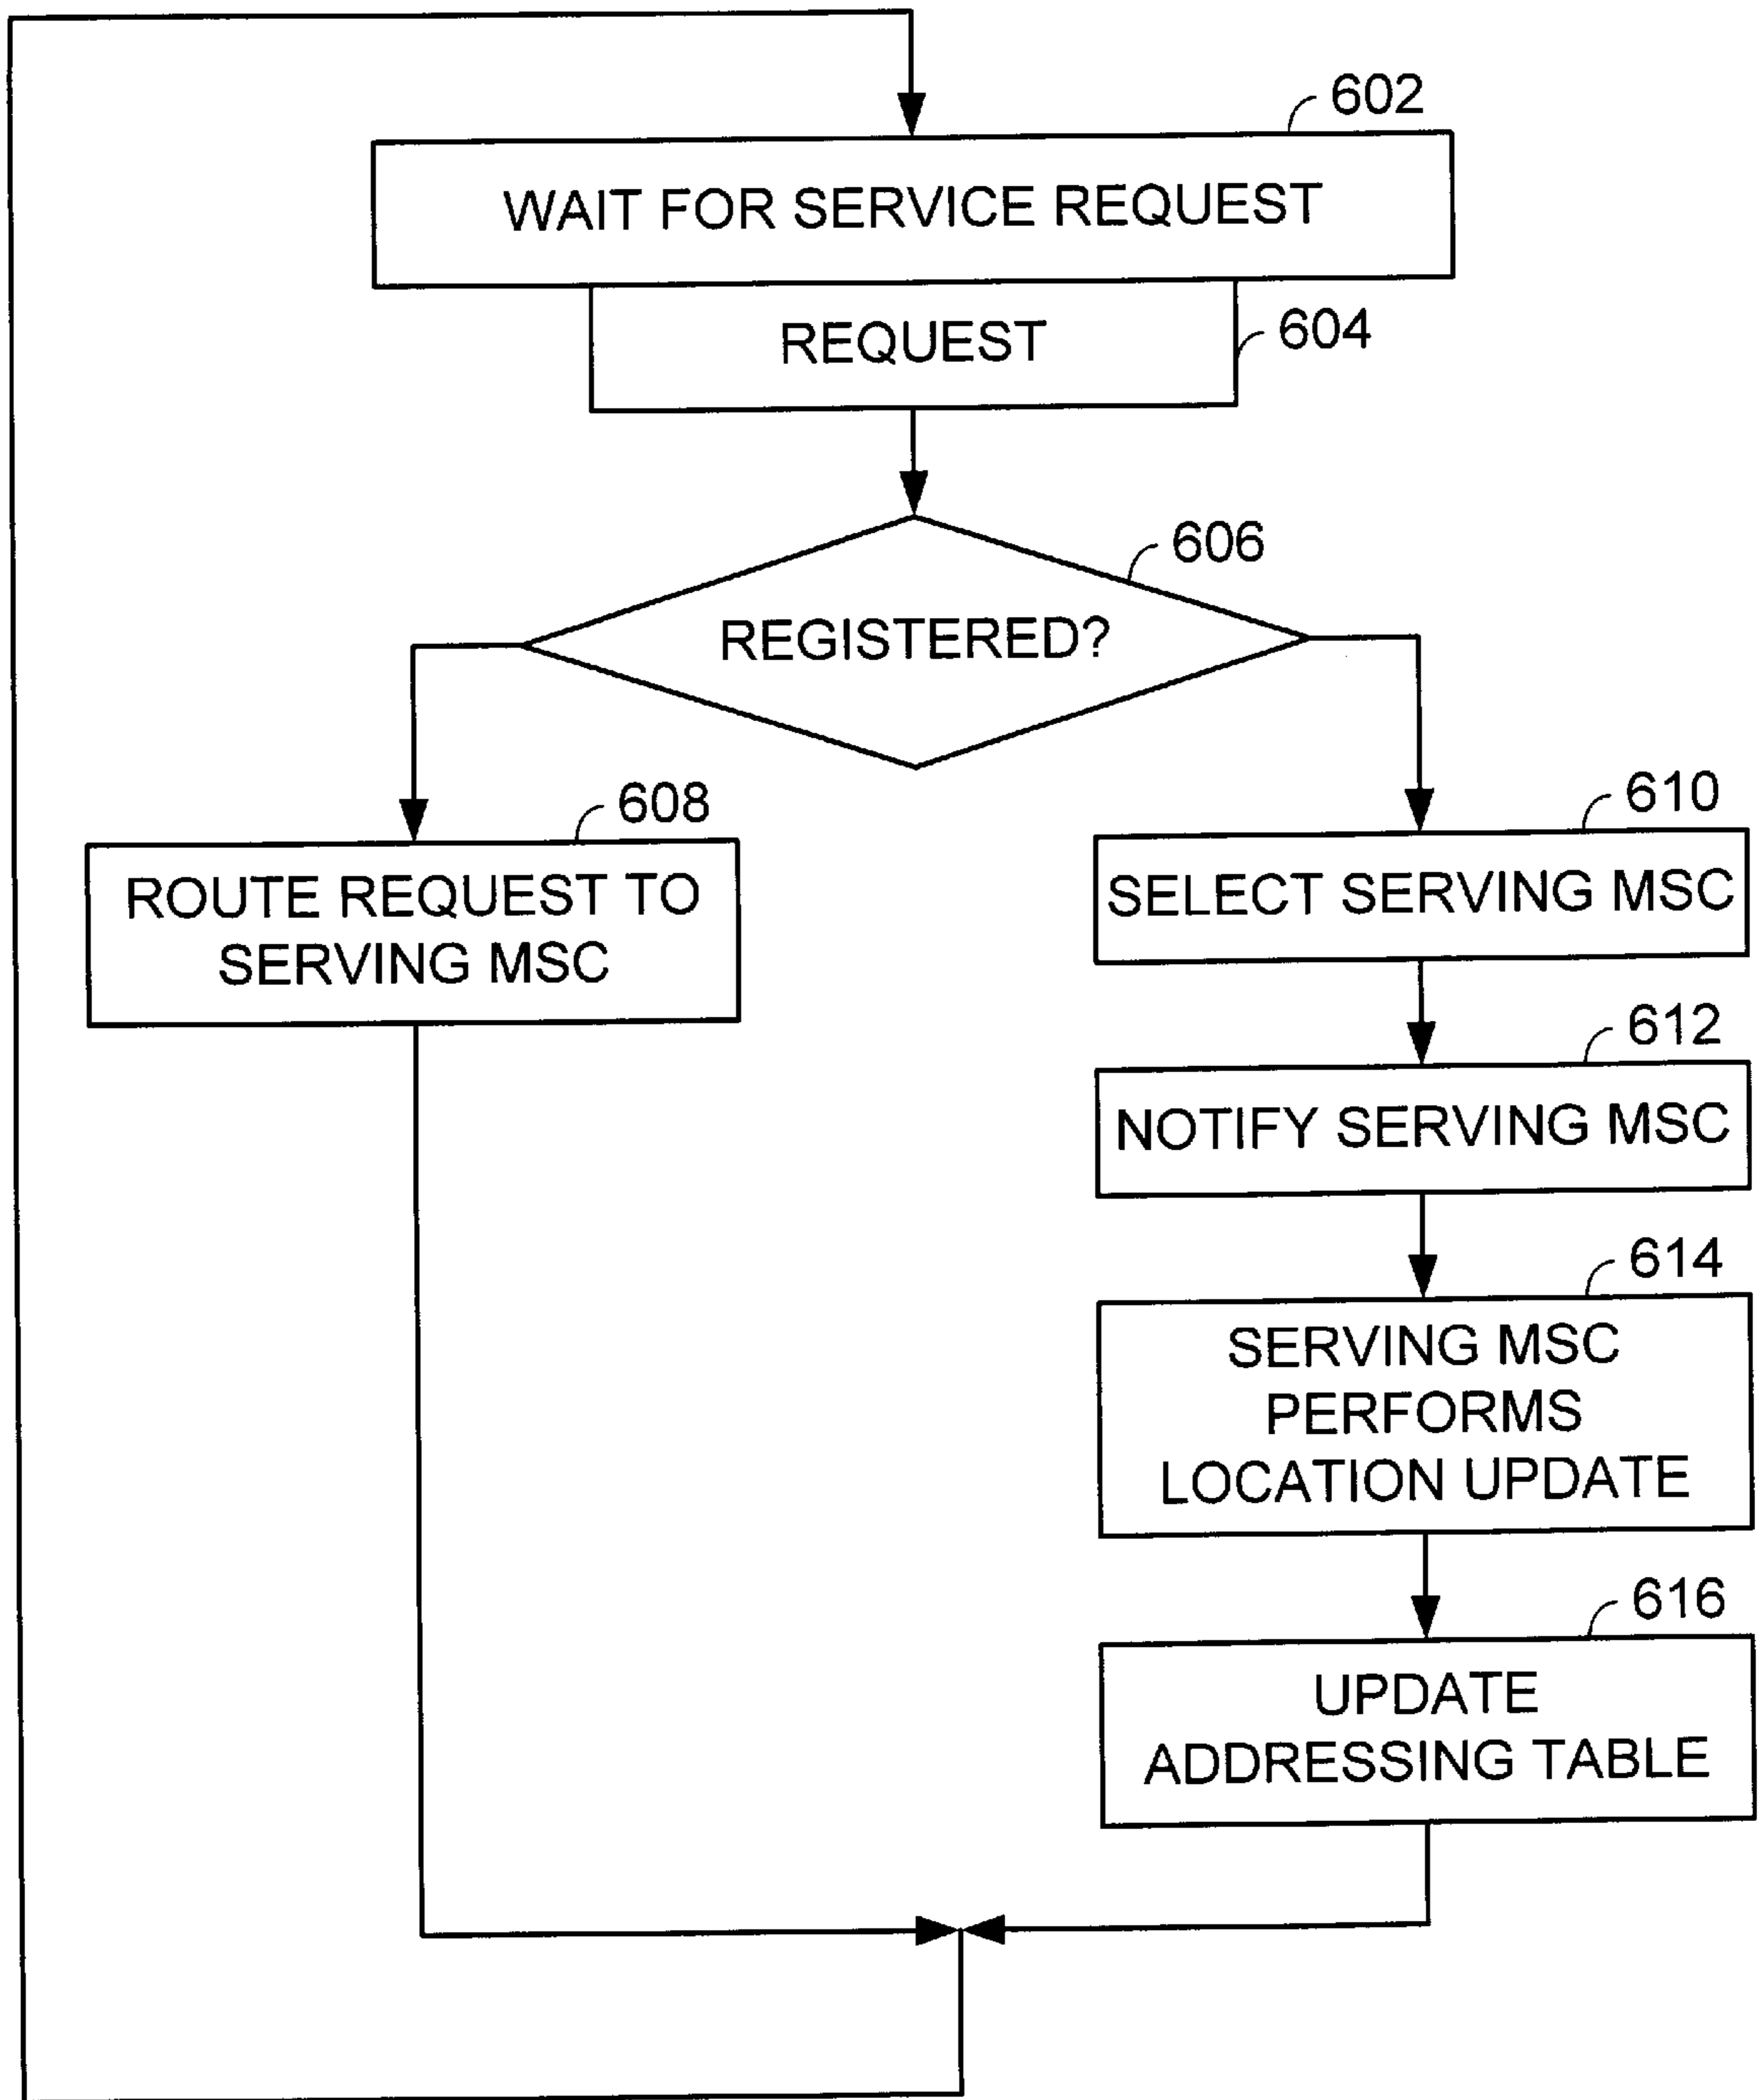 602
WAIT FOR SERVICE REQUEST
REQUEST
604
606
REGISTERED?
608
ROUTE REQUEST TO
SERVING MSC
610
SELECT SERVING MSC
612
NOTIFY SERVING MSC
614
SERVING MSC
PERFORMS
LOCATION UPDATE
616
UPDATE
ADDRESSING TABLE